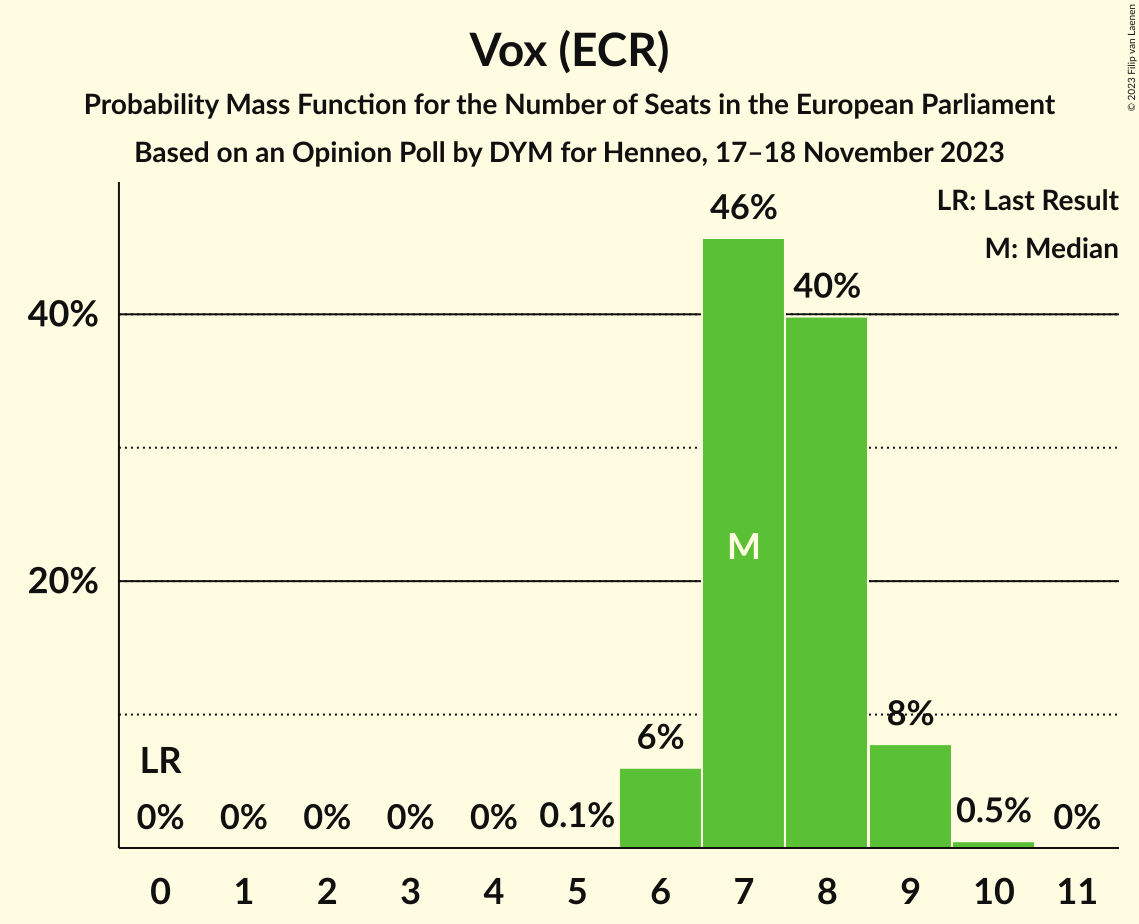 Vox (ECR)
Probability Mass Function for the Number of Seats in the European Parliament
Based on an Opinion Poll by DYM for Henneo, 17–18 November 2023
© 2023 Filip van Laenen
LR: Last Result
M: Median
46%
40%
40%
M
20%
8%
6%
LR
0% 0% 0% 0% 0% 0.1% 0.5% 0%
0 1 2 3 4 5 6 7 8 9 10 11